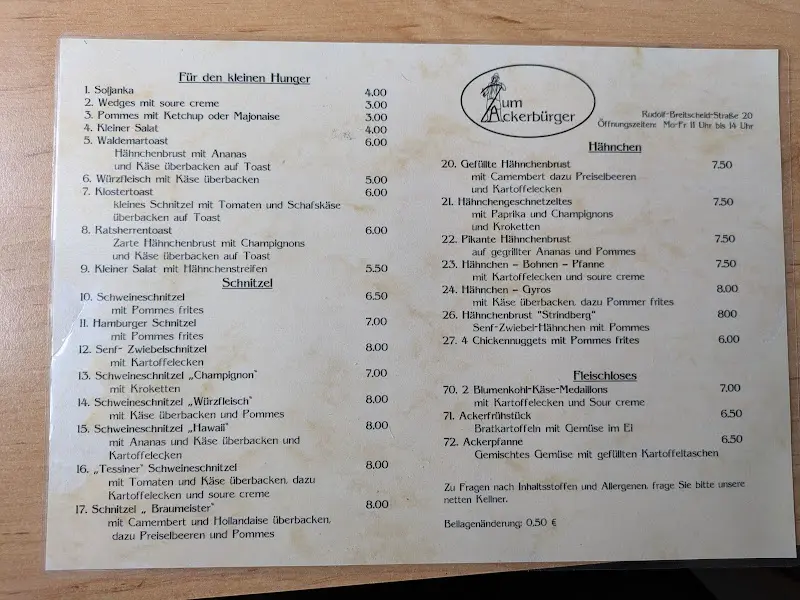 Für den kleinen Hunger
1. Soljanka 4.00
2. Wedges mit soure creme 3.00
3. Pommes mit Ketchup oder Majonaise 3.00
4. Kleiner Salat 4.00
5. Waldemartoast 6.00
Hähnchenbrust mit Ananas
und Käse überbacken auf Toast
6. Würzfleisch mit Käse überbacken 5.00
7. Klostertoast 6.00
kleines Schnitzel mit Tomaten und Schafskäse
überbacken auf Toast
8. Ratsherrentoast 6.00
Zarte Hähnchenbrust mit Champignons
und Käse überbacken auf Toast
9. Kleiner Salat mit Hähnchenstreifen 5.50
Schnitzel
10. Schweineschnitzel 6.50
mit Pommes frites
11. Hamburger Schnitzel 7.00
mit Pommes frites
12. Senf- Zwiebelschnitzel 8.00
mit Kartoffelecken
13. Schweineschnitzel „Champignon" 7.00
mit Kroketten
14. Schweineschnitzel „Würzfleisch" 8.00
mit Käse überbacken und Pommes
15. Schweineschnitzel „Hawaii" 8.00
mit Ananas und Käse überbacken und
Kartoffelecken
16. „Tessiner" Schweineschnitzel 8.00
mit Tomaten und Käse überbacken, dazu
Kartoffelecken und soure creme
17. Schnitzel „ Braumeister" 8.00
mit Camembert und Hollandaise überbacken,
dazu Preiselbeeren und Pommes
Zum
Ackerbürger
Rudolf-Breitscheid-Straße 20
Öffnungszeiten: Mo-Fr 11 Uhr bis 14 Uhr
Hähnchen
20. Gefüllte Hähnchenbrust 7.50
mit Camembert dazu Preiselbeeren
und Kartoffelecken
21. Hähnchengeschnetzeltes 7.50
mit Paprika und Champignons
und Kroketten
22. Pikante Hähnchenbrust 7.50
auf gegrillter Ananas und Pommes
23. Hähnchen – Bohnen – Pfanne 7.50
mit Kartoffelecken und soure creme
24. Hähnchen – Gyros 8.00
mit Käse überbacken, dazu Pommer frites
26. Hähnchenbrust "Strindberg" 800
Senf-Zwiebel-Hähnchen mit Pommes
27. 4 Chickennuggets mit Pommes frites 6.00
Fleischloses
70. 2 Blumenkohl-Käse-Medaillons 7.00
mit Kartoffelecken und Sour creme
71. Ackerfrühstück 6.50
Bratkartoffeln mit Gemüse im Ei
72. Ackerpfanne 6.50
Gemischtes Gemüse mit gefüllten Kartoffeltaschen
Zu Fragen nach Inhaltsstoffen und Allergenen, frage Sie bitte unsere
netten Kellner.
Beilagenänderung: 0,50 €